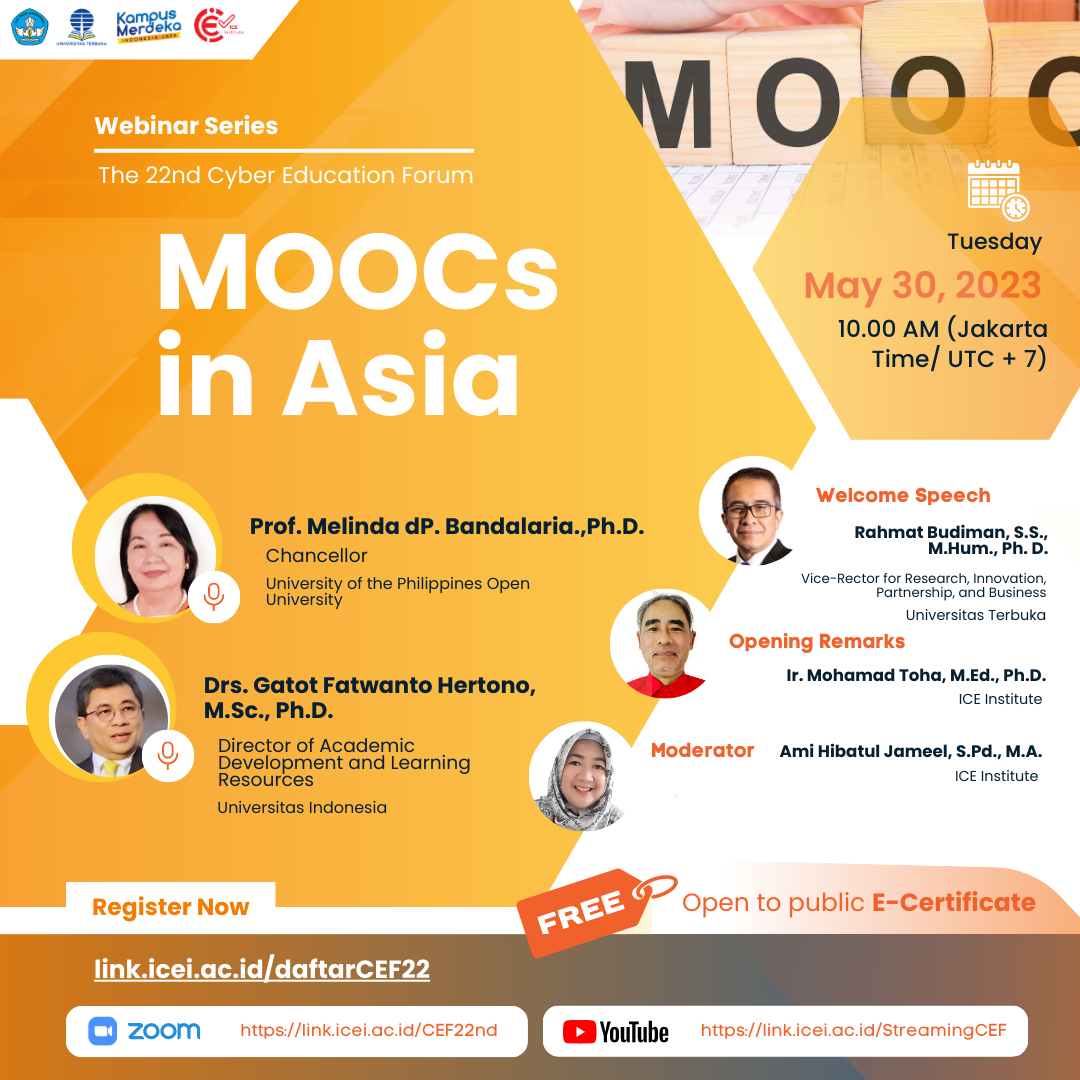 UNIVERSITAS TERBUKA
Kampus
Merdeka
INDONESIA JAYA
ICE
Institute
MOOC
Webinar Series
The 22nd Cyber Education Forum
MOOCs
in Asia
Tuesday
May 30, 2023
10.00 AM (Jakarta
Time/ UTC + 7)
Prof. Melinda dP. Bandalaria.,Ph.D.
Chancellor
University of the Philippines Open
University
Drs. Gatot Fatwanto Hertono,
M.Sc., Ph.D.
Director of Academic
Development and Learning
Resources
Universitas Indonesia
Welcome Speech
Rahmat Budiman, S.S.,
M.Hum., Ph. D.
Vice-Rector for Research, Innovation,
Partnership, and Business
Universitas Terbuka
Opening Remarks
Ir. Mohamad Toha, M.Ed., Ph.D.
ICE Institute
Moderator
Ami Hibatul Jameel, S.Pd., M.A.
ICE Institute
Register Now
FREE
Open to public E-Certificate
link.icei.ac.id/daftarCEF22
zoom
https://link.icei.ac.id/CEF22nd
YouTube
https://link.icei.ac.id/StreamingCEF